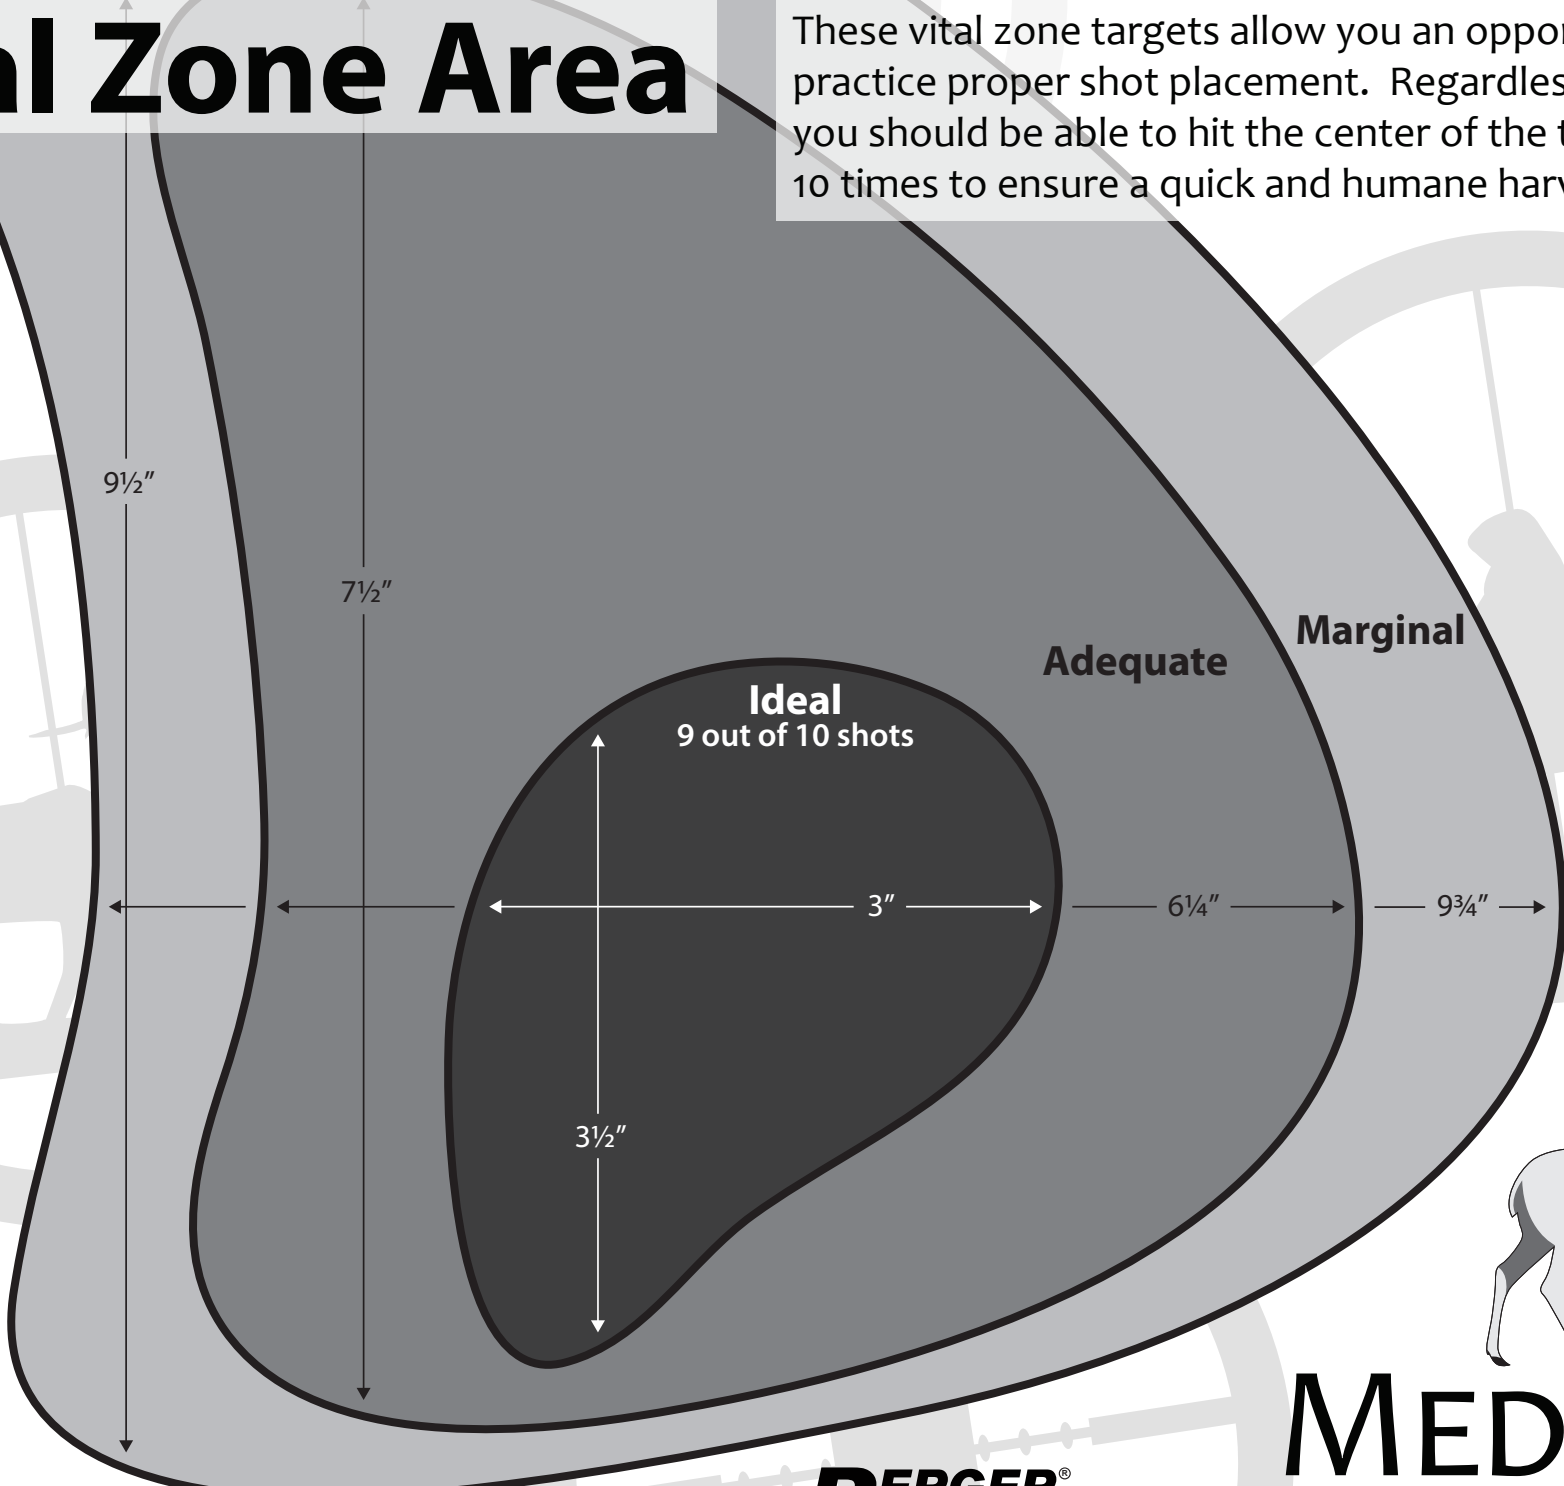 al Zone Area
These vital zone targets allow you an oppor
practice proper shot placement. Regardles
you should be able to hit the center of the t
10 times to ensure a quick and humane harv
9½”
7½”
Marginal
Adequate
Ideal
9 out of 10 shots
3”
6¼”
9¾”
3½”
MED
BERGER®